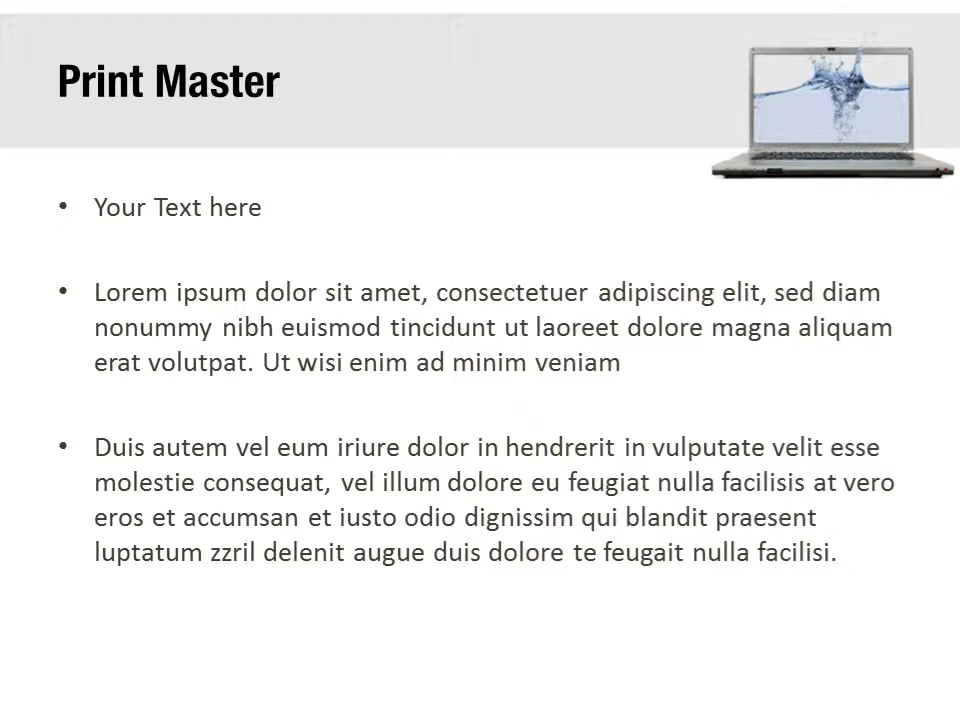 Print Master
• Your Text here
• Lorem ipsum dolor sit amet, consectetuer adipiscing elit, sed diam
nonummy nibh euismod tincidunt ut laoreet dolore magna aliquam
erat volutpat. Ut wisi enim ad minim veniam
• Duis autem vel eum iriure dolor in hendrerit in vulputate velit esse
molestie consequat, vel illum dolore eu feugiat nulla facilisis at vero
eros et accumsan et iusto odio dignissim qui blandit praesent
luptatum zzril delenit augue duis dolore te feugait nulla facilisi.